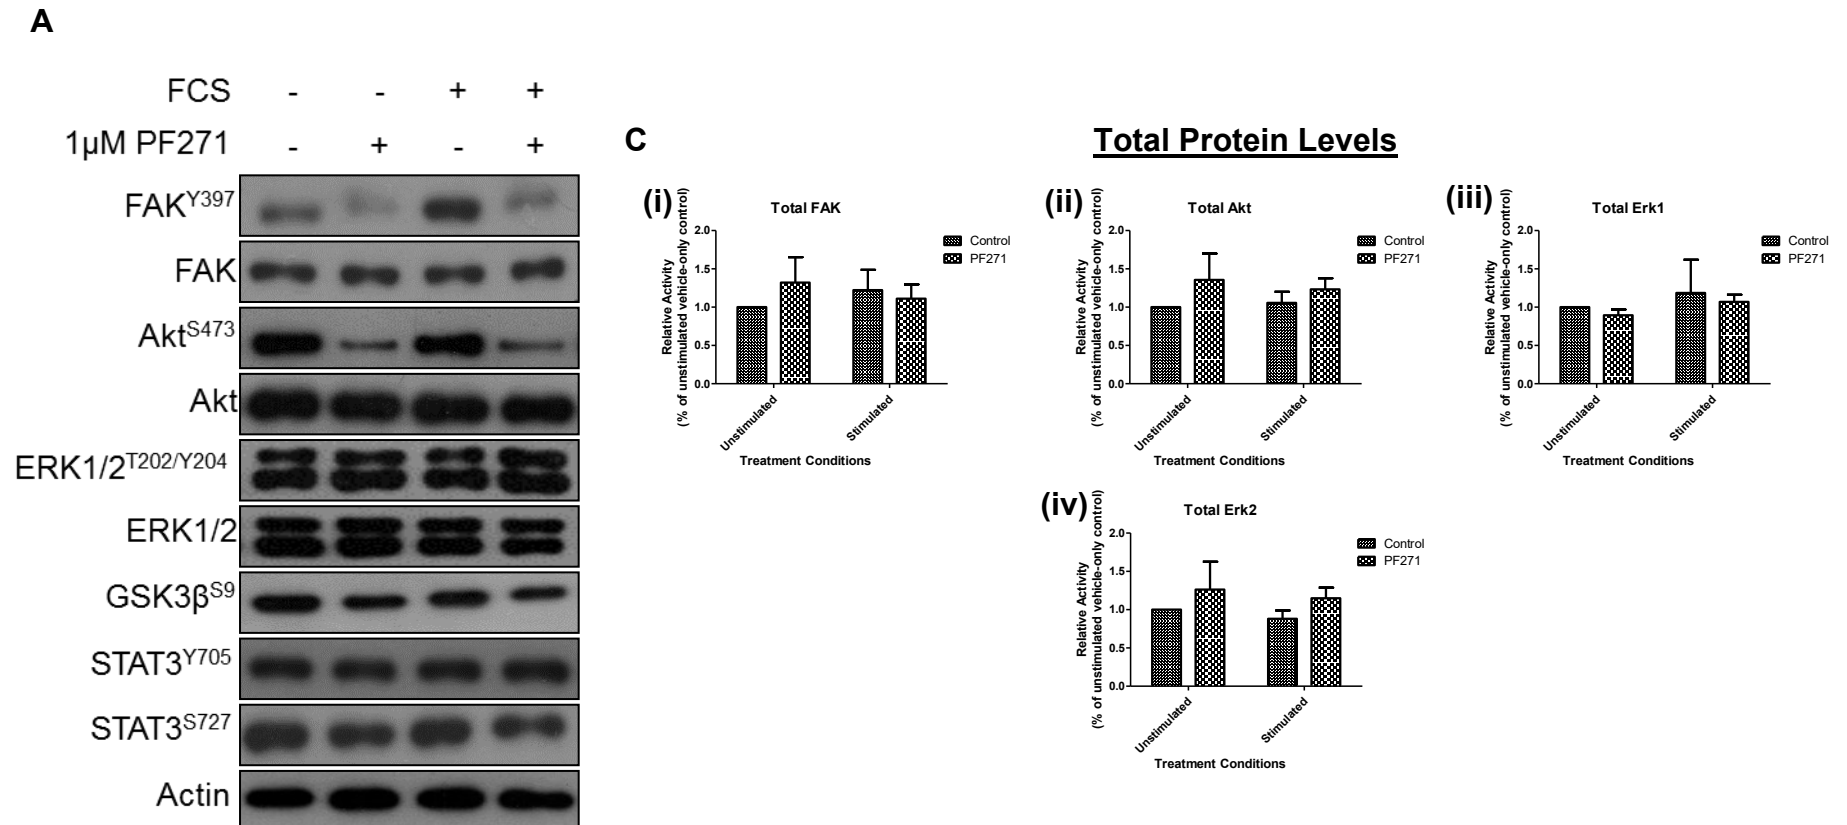 A
FCS - - + +
1µM PF271 - + - +
FAKY397
FAK
AktS473
Akt
ERK1/2T202/Y204
ERK1/2
GSK3βS9
STAT3Y705
STAT3S727
Actin
C
Total Protein Levels
(i)
Total FAK
Relative Activity
(% of unstimulated vehicle-only control)
2.0
1.5
1.0
0.5
0.0
Unstimulated
Stimulated
Treatment Conditions
Control
PF271
(ii)
Total Akt
Relative Activity
(% of unstimulated vehicle-only control)
2.0
1.5
1.0
0.5
0.0
Unstimulated
Stimulated
Treatment Conditions
Control
PF271
(iii)
Total Erk1
Relative Activity
(% of unstimulated vehicle-only control)
2.0
1.5
1.0
0.5
0.0
Unstimulated
Stimulated
Treatment Conditions
Control
PF271
(iv)
Total Erk2
Relative Activity
(% of unstimulated vehicle-only control)
2.0
1.5
1.0
0.5
0.0
Unstimulated
Stimulated
Treatment Conditions
Control
PF271